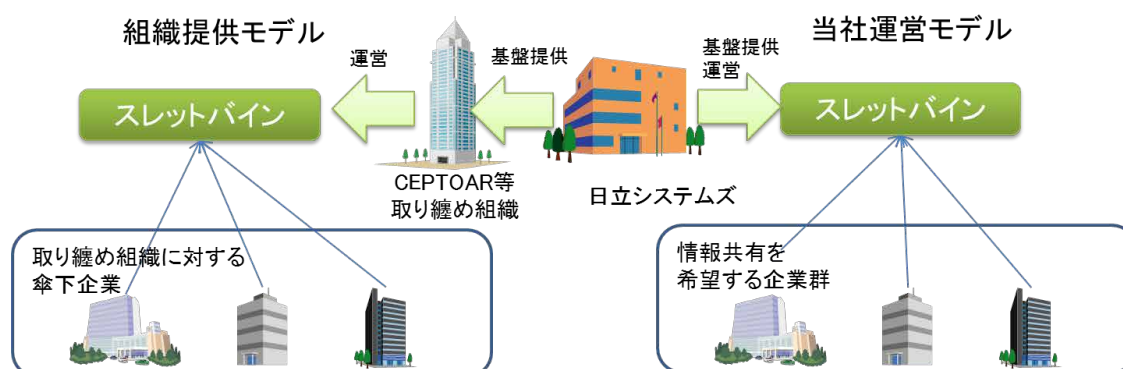 組織提供モデル
当社運営モデル
運営
基盤提供
基盤提供
運営
スレットバイン
スレットバイン
CEPTOAR等
取り纏め組織
日立システムズ
取り纏め組織に対する
傘下企業
情報共有を
希望する企業群